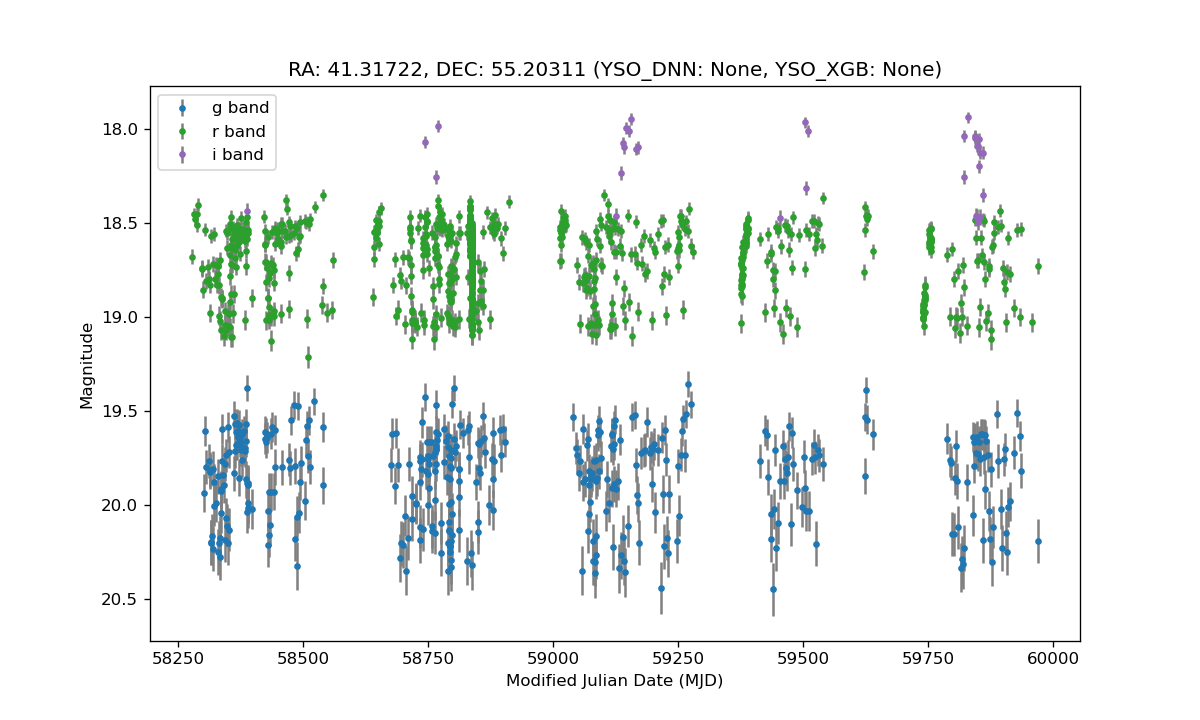 RA: 41.31722, DEC: 55.20311 (YSO_DNN: None, YSO_XGB: None)
g band
r band
i band
18.0
18.5
19.0
19.5
20.0
20.5
Magnitude
58250
58500
58750
59000
59250
59500
59750
60000
Modified Julian Date (MJD)